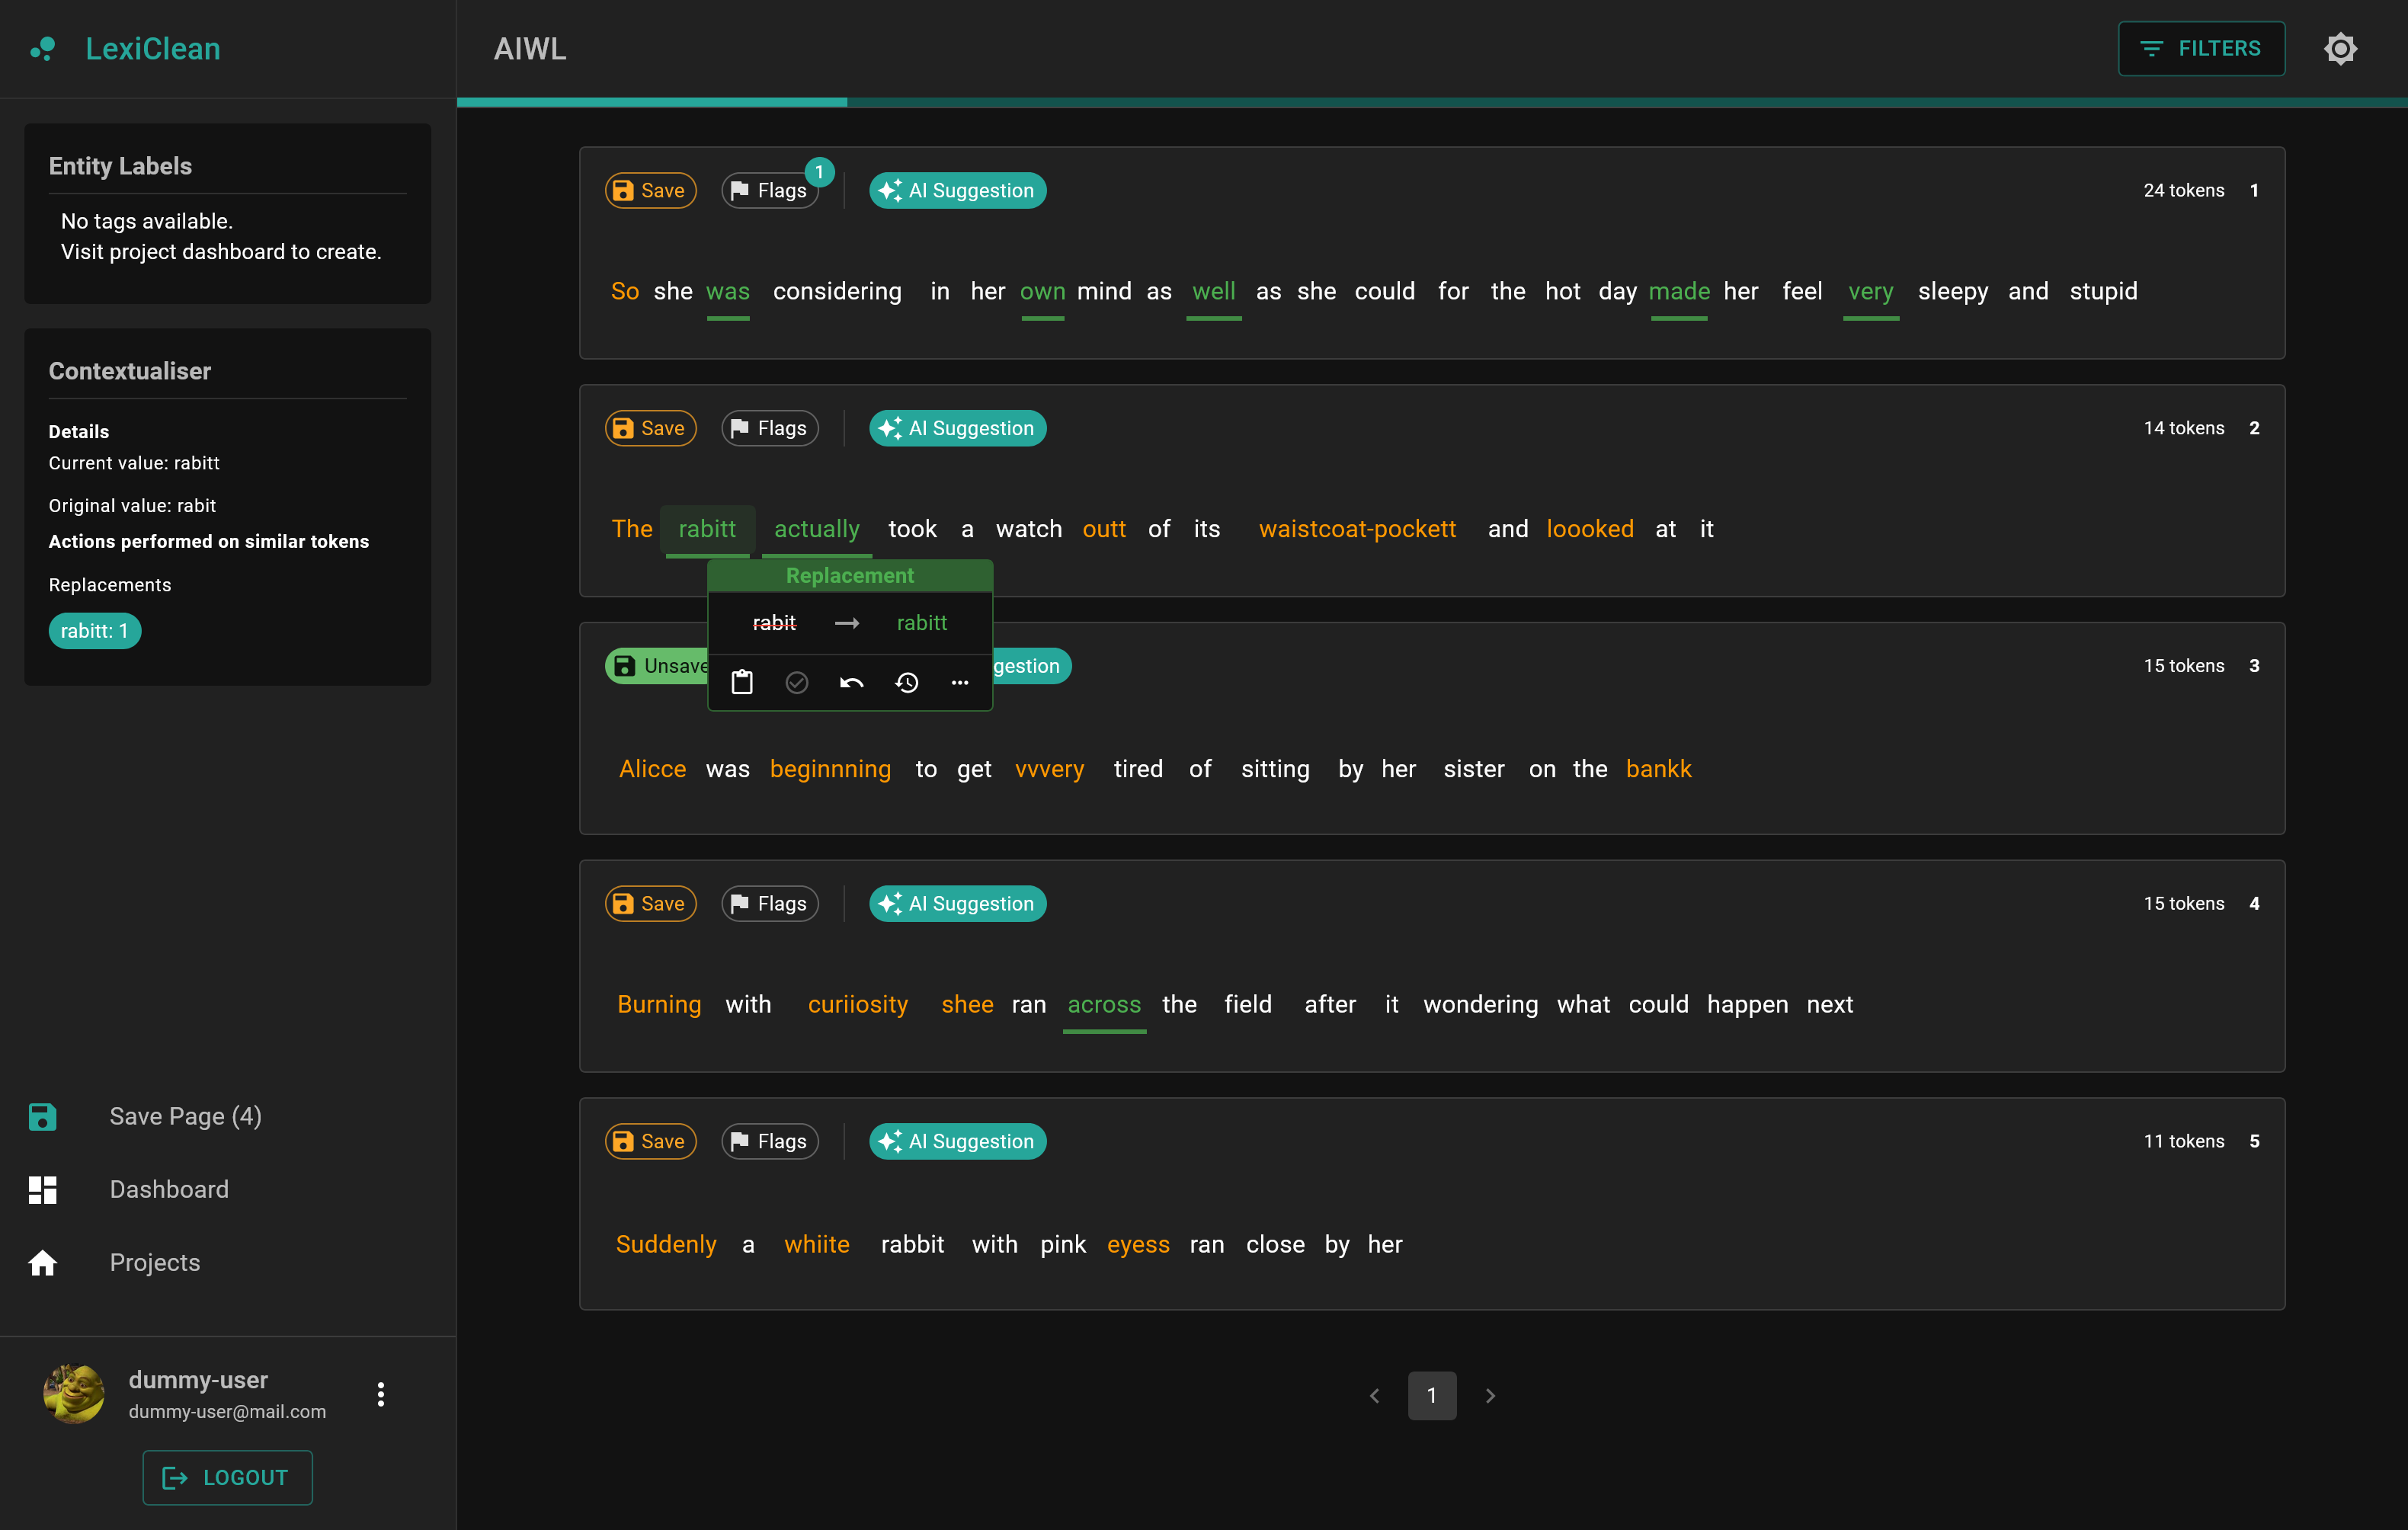 LexiClean
AIWL
FILTERS
Entity Labels
No tags available.
Visit project dashboard to create.
Contextualiser
Details
Current value: rabitt
Original value: rabit
Actions performed on similar tokens
Replacements
rabitt: 1
Save Page (4)
Dashboard
Projects
dummy-user
dummy-user@mail.com
LOGOUT
Save Flags 1 AI Suggestion 24 tokens 1
So she was considering in her own mind as well as she could for the hot day made her feel very sleepy and stupid
Save Flags AI Suggestion 14 tokens 2
The rabitt actually took a watch outt of its waistcoat-pockett and loooked at it
Replacement
rabit → rabitt
Unsave gestion 15 tokens 3
Alicce was beginnning to get vvvery tired of sitting by her sister on the bankk
Save Flags AI Suggestion 15 tokens 4
Burning with curiiosity shee ran across the field after it wondering what could happen next
Save Flags AI Suggestion 11 tokens 5
Suddenly a whiite rabbit with pink eyess ran close by her
1